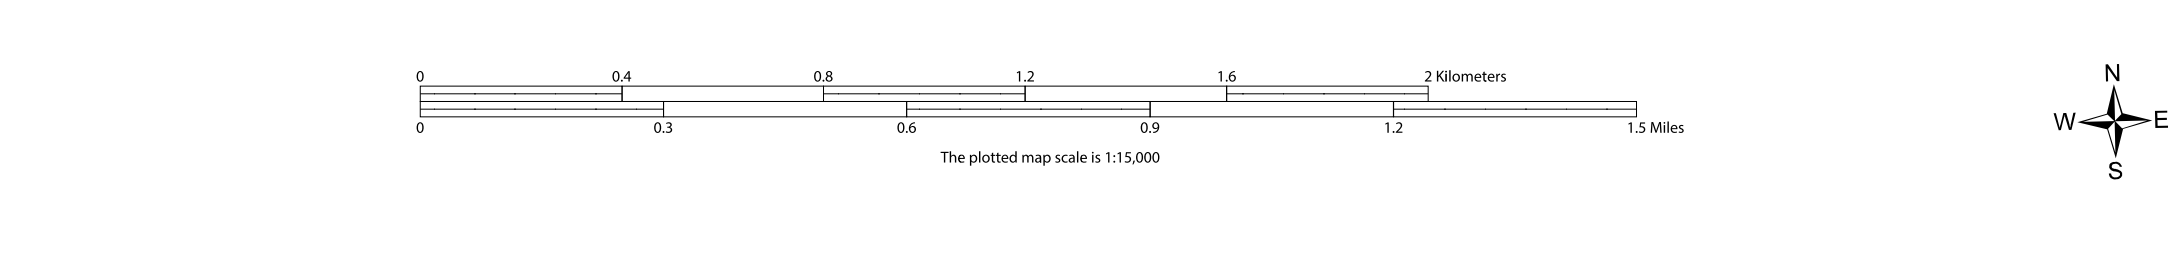 0 0.4 0.8 1.2 1.6 2 Kilometers
0 0.3 0.6 0.9 1.2 1.5 Miles
The plotted map scale is 1:15,000
N
W E
S